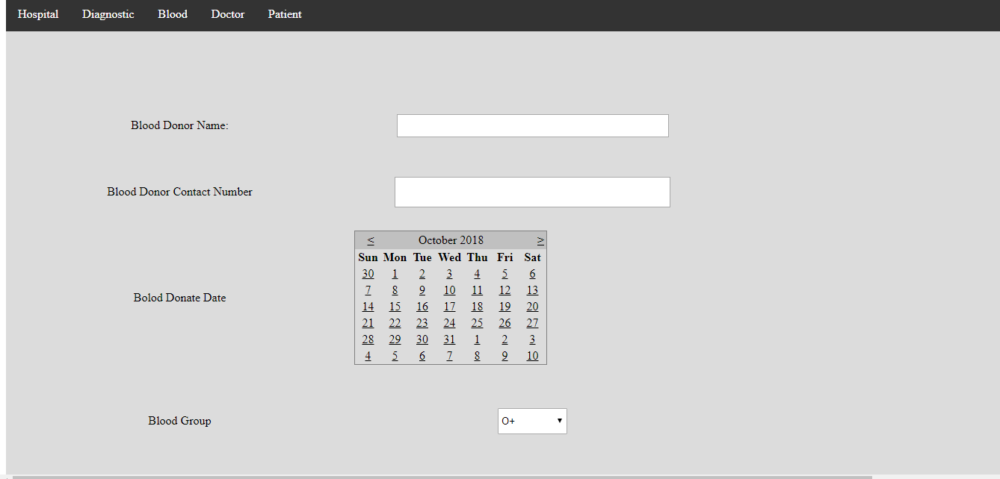 Hospital Diagnostic Blood Doctor Patient
Blood Donor Name:
Blood Donor Contact Number
< October 2018 >
Sun Mon Tue Wed Thu Fri Sat
30 1 2 3 4 5 6
7 8 9 10 11 12 13
14 15 16 17 18 19 20
21 22 23 24 25 26 27
28 29 30 31 1 2 3
4 5 6 7 8 9 10
Bolod Donate Date
Blood Group O+